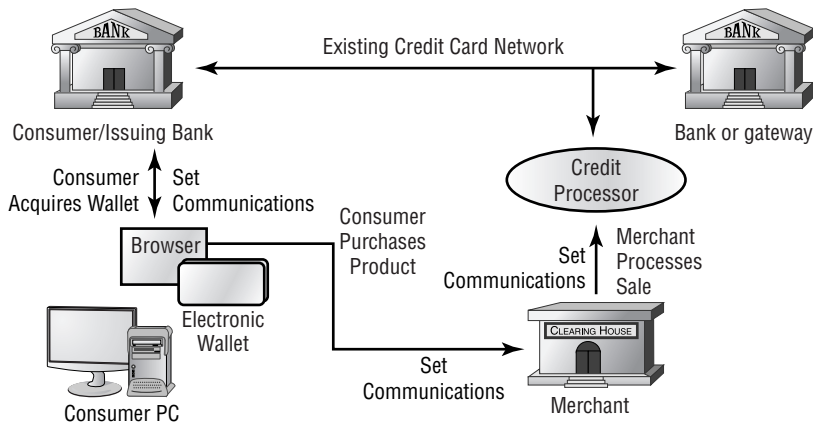 BANK
BANK
Existing Credit Card Network
Consumer/Issuing Bank
Bank or gateway
Credit
Processor
Consumer
Acquires Wallet
Set
Communications
Browser
Consumer
Purchases
Product
Set
Communications
Merchant
Processes
Sale
Electronic
Wallet
CLEARING HOUSE
Set
Communications
Consumer PC
Merchant